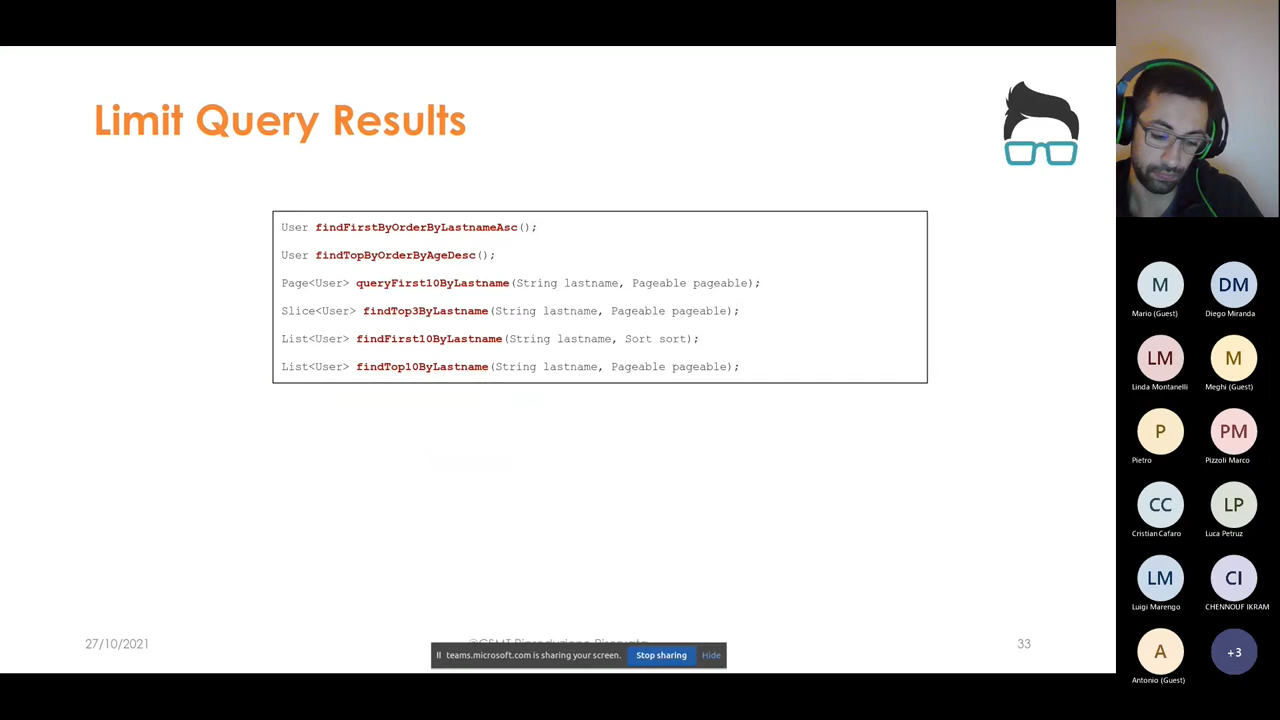 Limit Query Results
User findFirstByOrderByLastnameAsc();
User findTopByOrderByAgeDesc();
Page<User> queryFirst10ByLastname(String lastname, Pageable pageable);
Slice<User> findTop3ByLastname(String lastname, Pageable pageable);
List<User> findFirst10ByLastname(String lastname, Sort sort);
List<User> findTop10ByLastname(String lastname, Pageable pageable);
27/10/2021
33
teams.microsoft.com is sharing your screen.
Stop sharing
Hide
M
DM
Mario (Guest)
Diego Miranda
LM
M
Linda Montanelli
Meghi (Guest)
P
PM
Pietro
Pizzoli Marco
CC
LP
Cristian Cafaro
Luca Petruz
LM
CI
Luigi Marengo
CHENNOUF IKRAM
A
+3
Antonio (Guest)